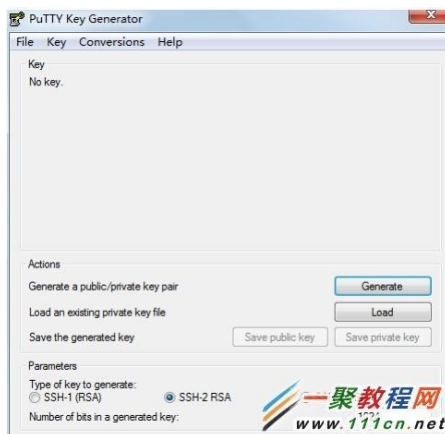 PuTTY Key Generator
File Key Conversions Help
Key
No key.
Actions
Generate a public/private key pair Generate
Load an existing private key file Load
Save the generated key Save public key Save private key
Parameters
Type of key to generate:
SSH-1 (RSA) SSH-2 RSA
Number of bits in a generated key:
一聚教程网
www.111cn.net